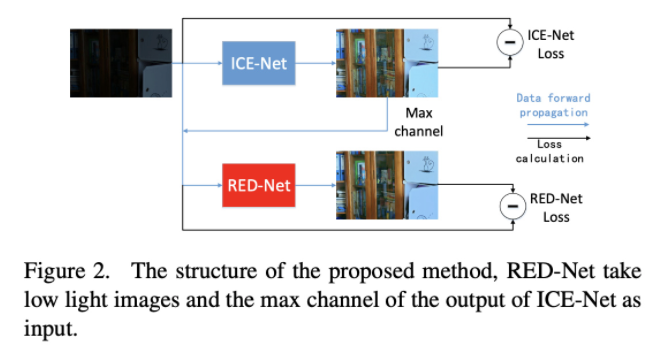 ICE-Net
ICE-Net
Loss
Max
channel
Data forward
propagation
Loss
calculation
RED-Net
RED-Net
Loss
Figure 2. The structure of the proposed method, RED-Net take
low light images and the max channel of the output of ICE-Net as
input.